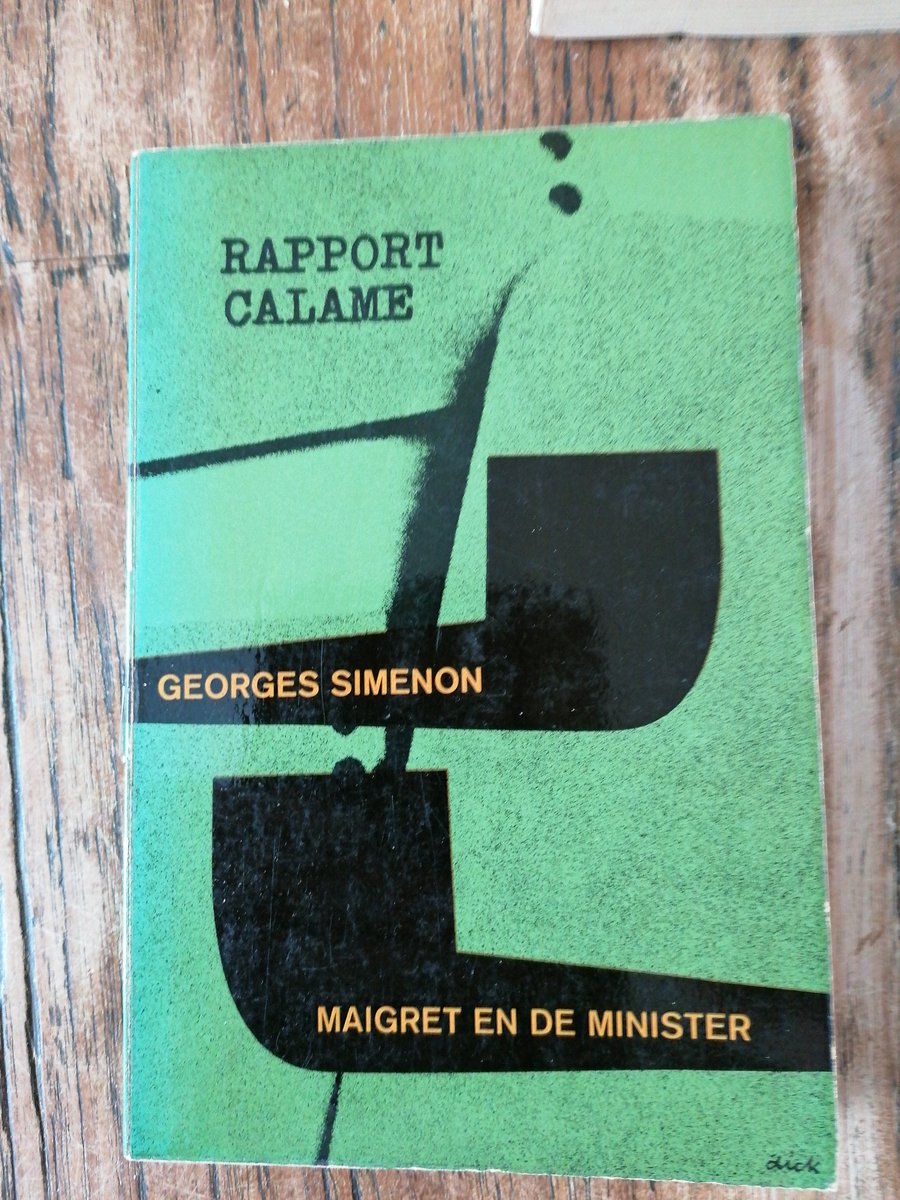 RAPPORT
CALAME
GEORGES SIMENON
MAIGRET EN DE MINISTER
dick